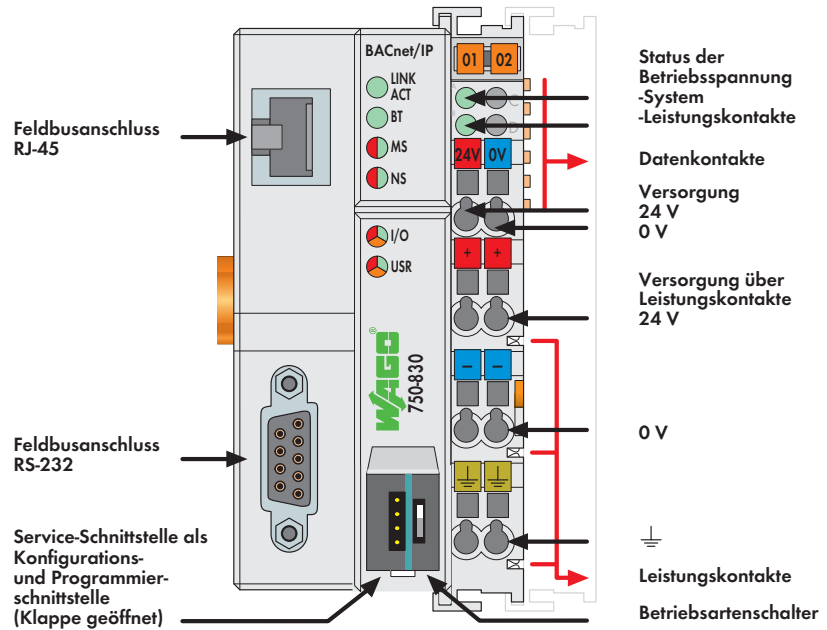 Feldbusanschluss
RJ-45
Feldbusanschluss
RS-232
Service-Schnittstelle als
Konfigurations-
und Programmier-
schnittstelle
(Klappe geöffnet)
BACnet/IP
LINK
ACT
BT
MS
NS
I/O
USR
WAGO®
750-830
01 02
C
D
24V 0V
+ +
− −
Status der
Betriebsspannung
-System
-Leistungskontakte
Datenkontakte
Versorgung
24 V
0 V
Versorgung über
Leistungskontakte
24 V
0 V
Leistungskontakte
Betriebsartenschalter